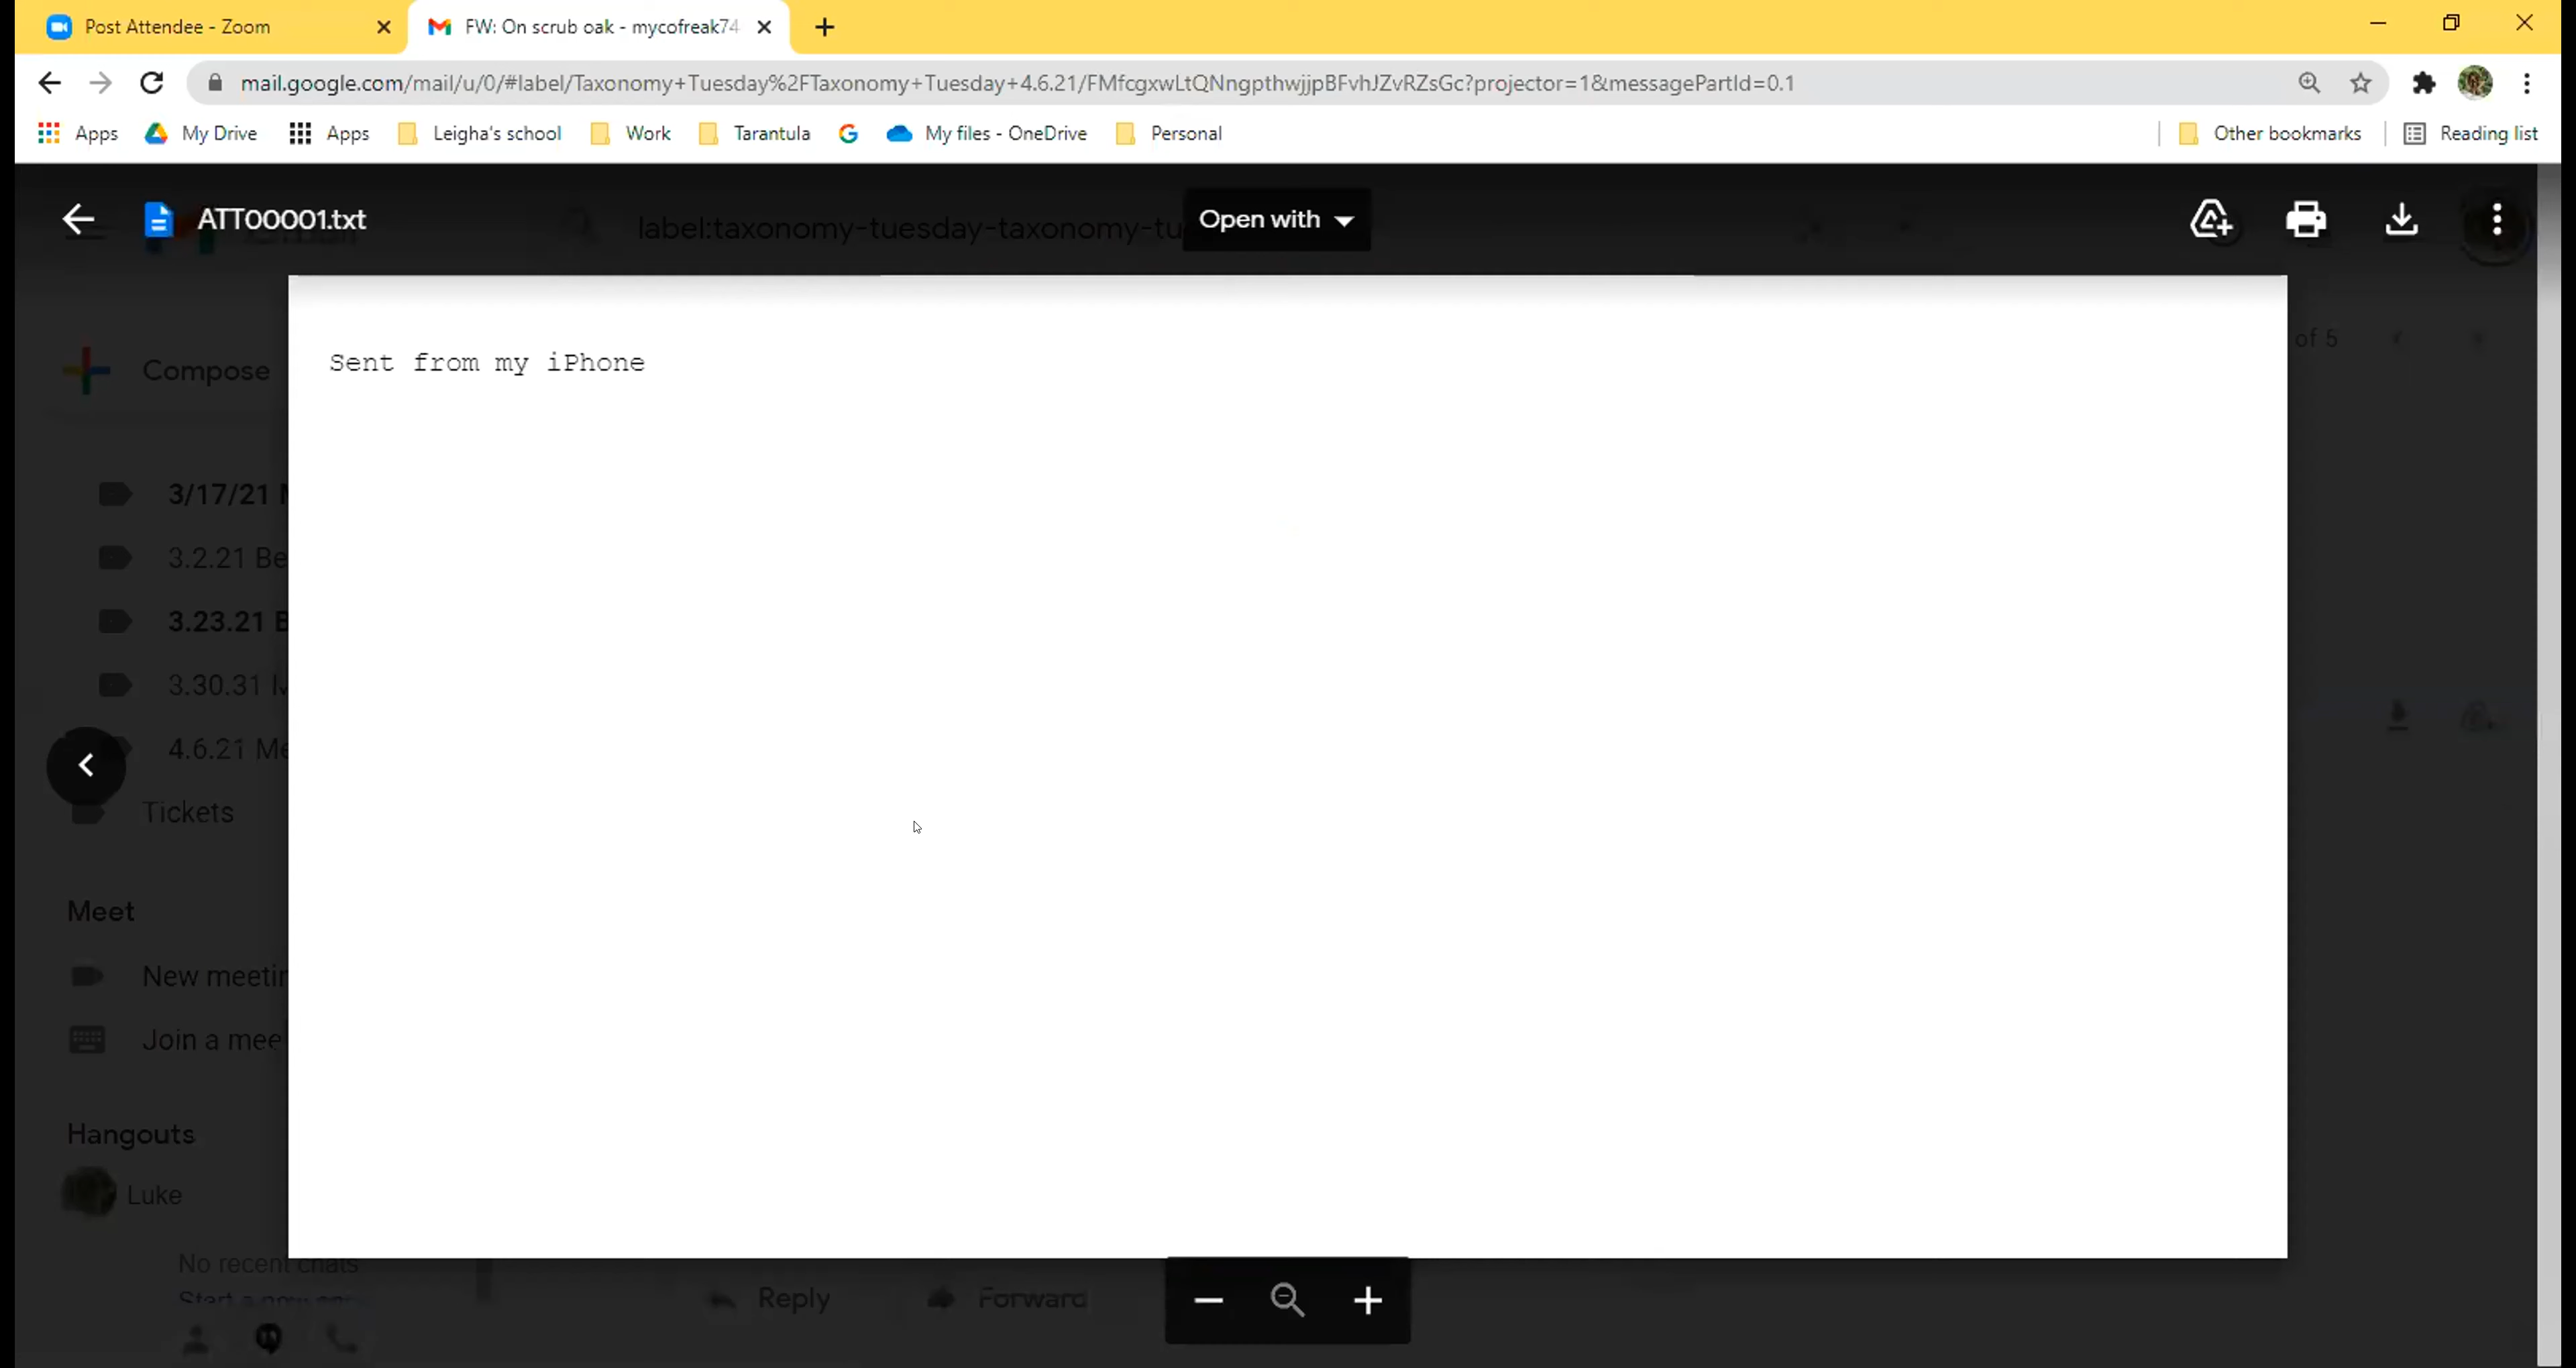 Post Attendee - Zoom
FW: On scrub oak - mycofreak74
mail.google.com/mail/u/0/#label/Taxonomy+Tuesday%2FTaxonomy+Tuesday+4.6.21/FMfcgxwLtQNngpthwjjpBFvhJZvRZsGc?projector=1&messagePartId=0.1
Apps My Drive Apps Leigha's school Work Tarantula My files - OneDrive Personal Other bookmarks Reading list
ATT00001.txt label:taxonomy-tuesday-taxonomy-tu Open with
of 5
Sent from my iPhone
Compose
3/17/21
3.2.21 Be
3.23.21
3.30.31
4.6.21 Me
Tickets
Meet
New meetin
Join a mee
Hangouts
Luke
No recent chats
Reply Forward